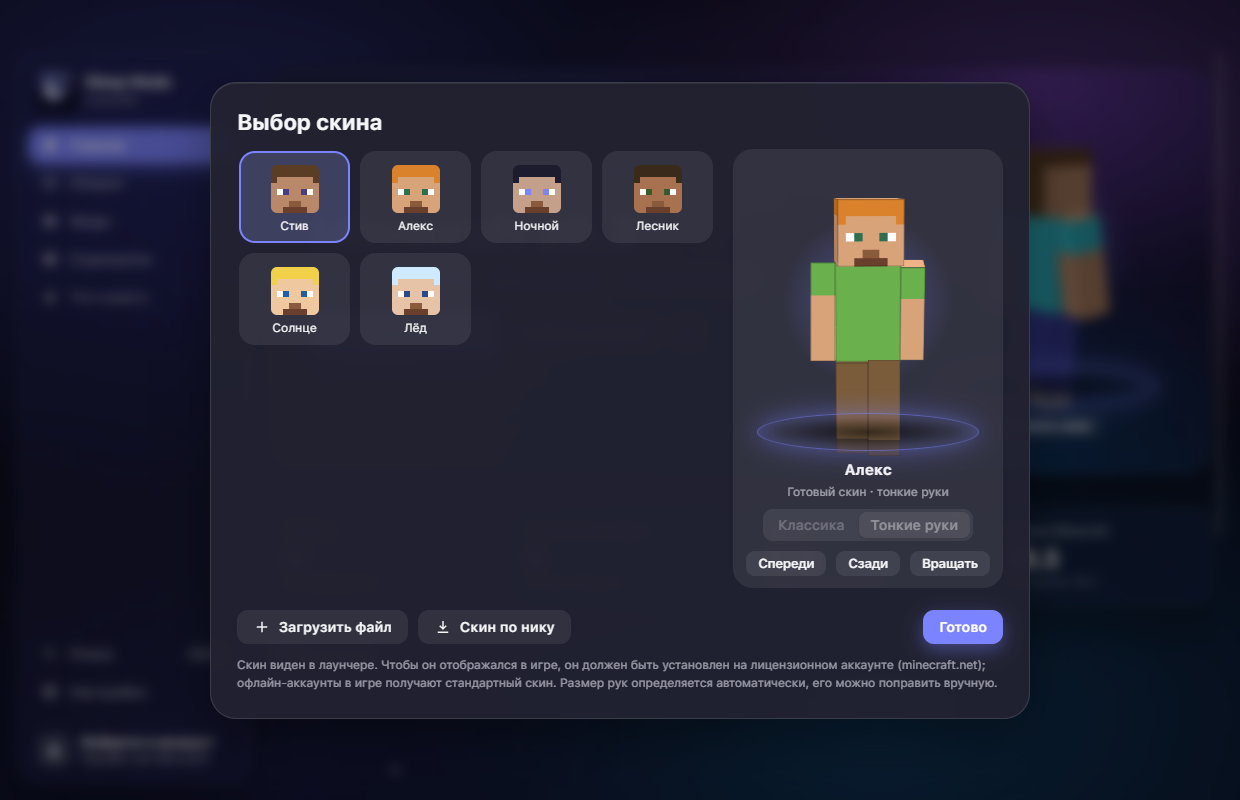 Выбор скина
Стив
Алекс
Ночной
Лесник
Солнце
Лёд
Алекс
Готовый скин · тонкие руки
Классика
Тонкие руки
Спереди
Сзади
Вращать
Загрузить файл
Скин по нику
Готово
Скин виден в лаунчере. Чтобы он отображался в игре, он должен быть установлен на лицензионном аккаунте (minecraft.net);
офлайн-аккаунты в игре получают стандартный скин. Размер рук определяется автоматически, его можно поправить вручную.